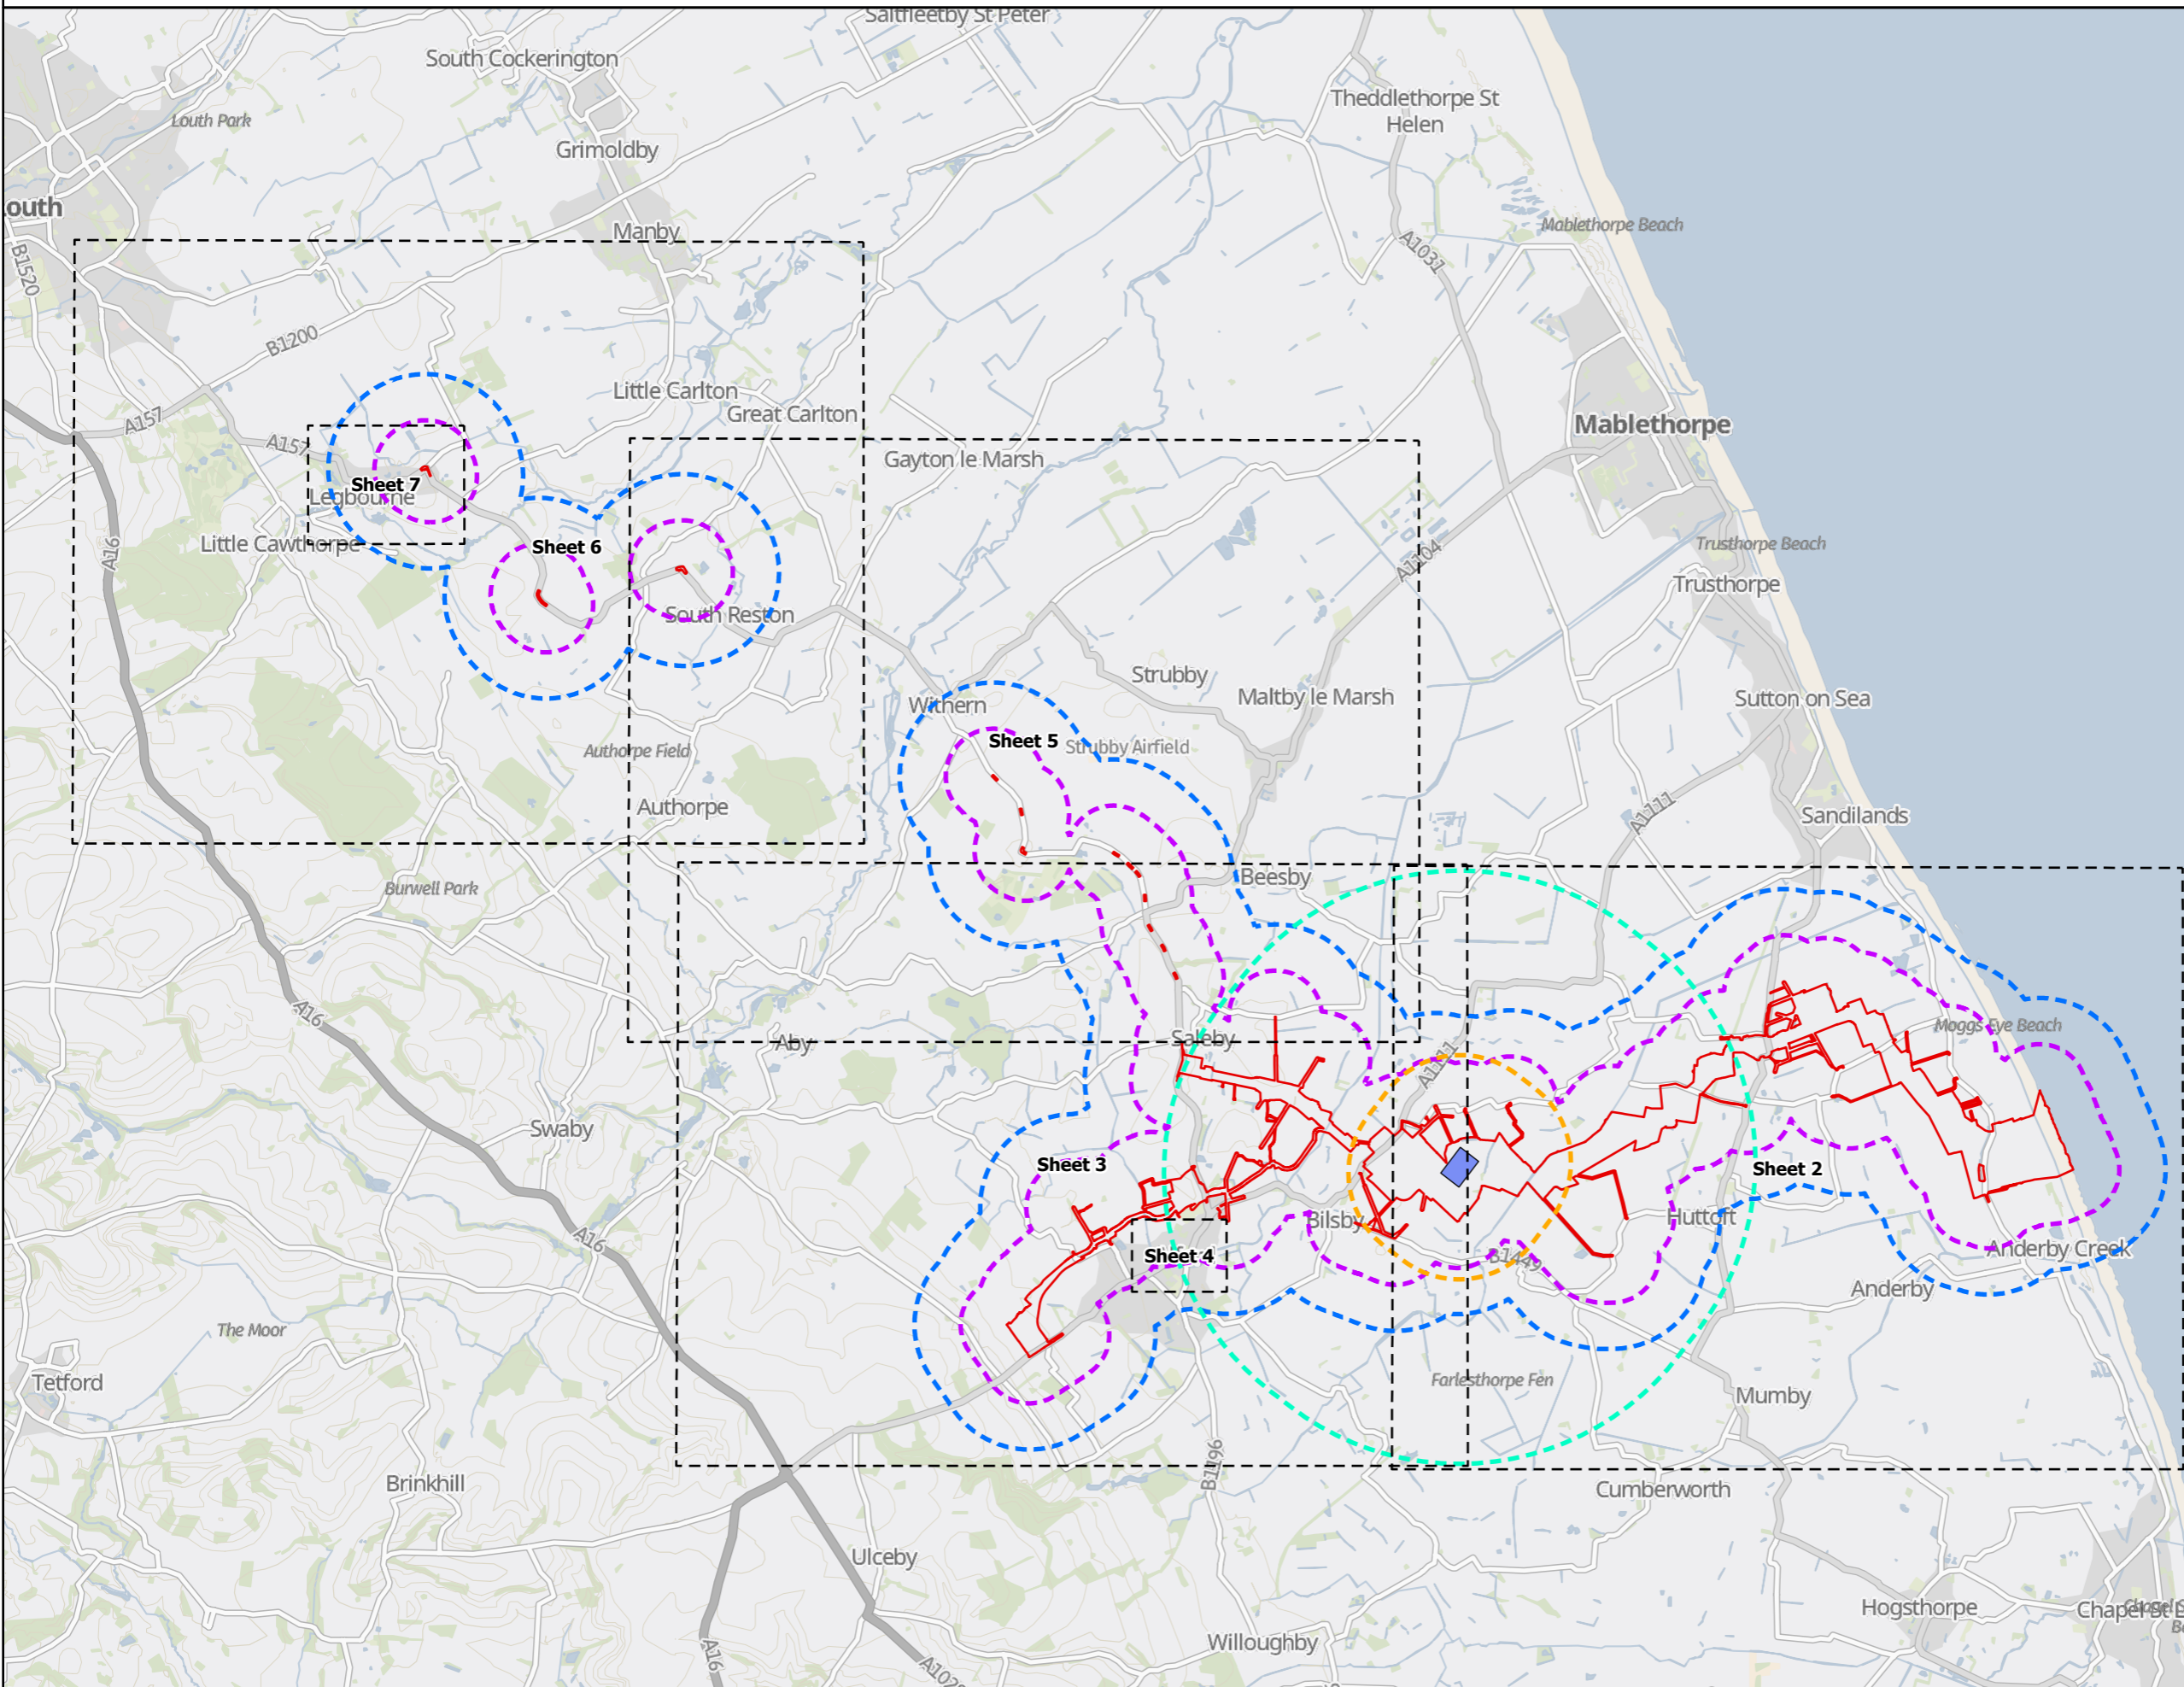 Saltfleetby St Peter
South Cockerington
Theddlethorpe St
Helen
Louth Park
Grimoldby
outh
Manby
Mablethorpe Beach
A1031
B1520
B1200
Little Carlton
Great Carlton
A157
A157
Mablethorpe
Gayton le Marsh
Sheet 7
Legbourne
A16
Little Cawthorpe
Sheet 6
A1104
Trusthorpe Beach
Trusthorpe
South Reston
Strubby
Maltby le Marsh
Sutton on Sea
Withern
Sheet 5
Strubby Airfield
Authorpe Field
Authorpe
A1111
Sandilands
Burwell Park
Beesby
A16
Aby
Saleby
Moggs Eye Beach
A1111
Swaby
Sheet 3
Sheet 2
Bilsby
Huttoft
A16
Sheet 4
B1449
Anderby Creek
Anderby
The Moor
Tetford
Farlesthorpe Fen
Mumby
B1196
Brinkhill
Cumberworth
Ulceby
Hogsthorpe
Chapel St L
Willoughby
A16
A1028